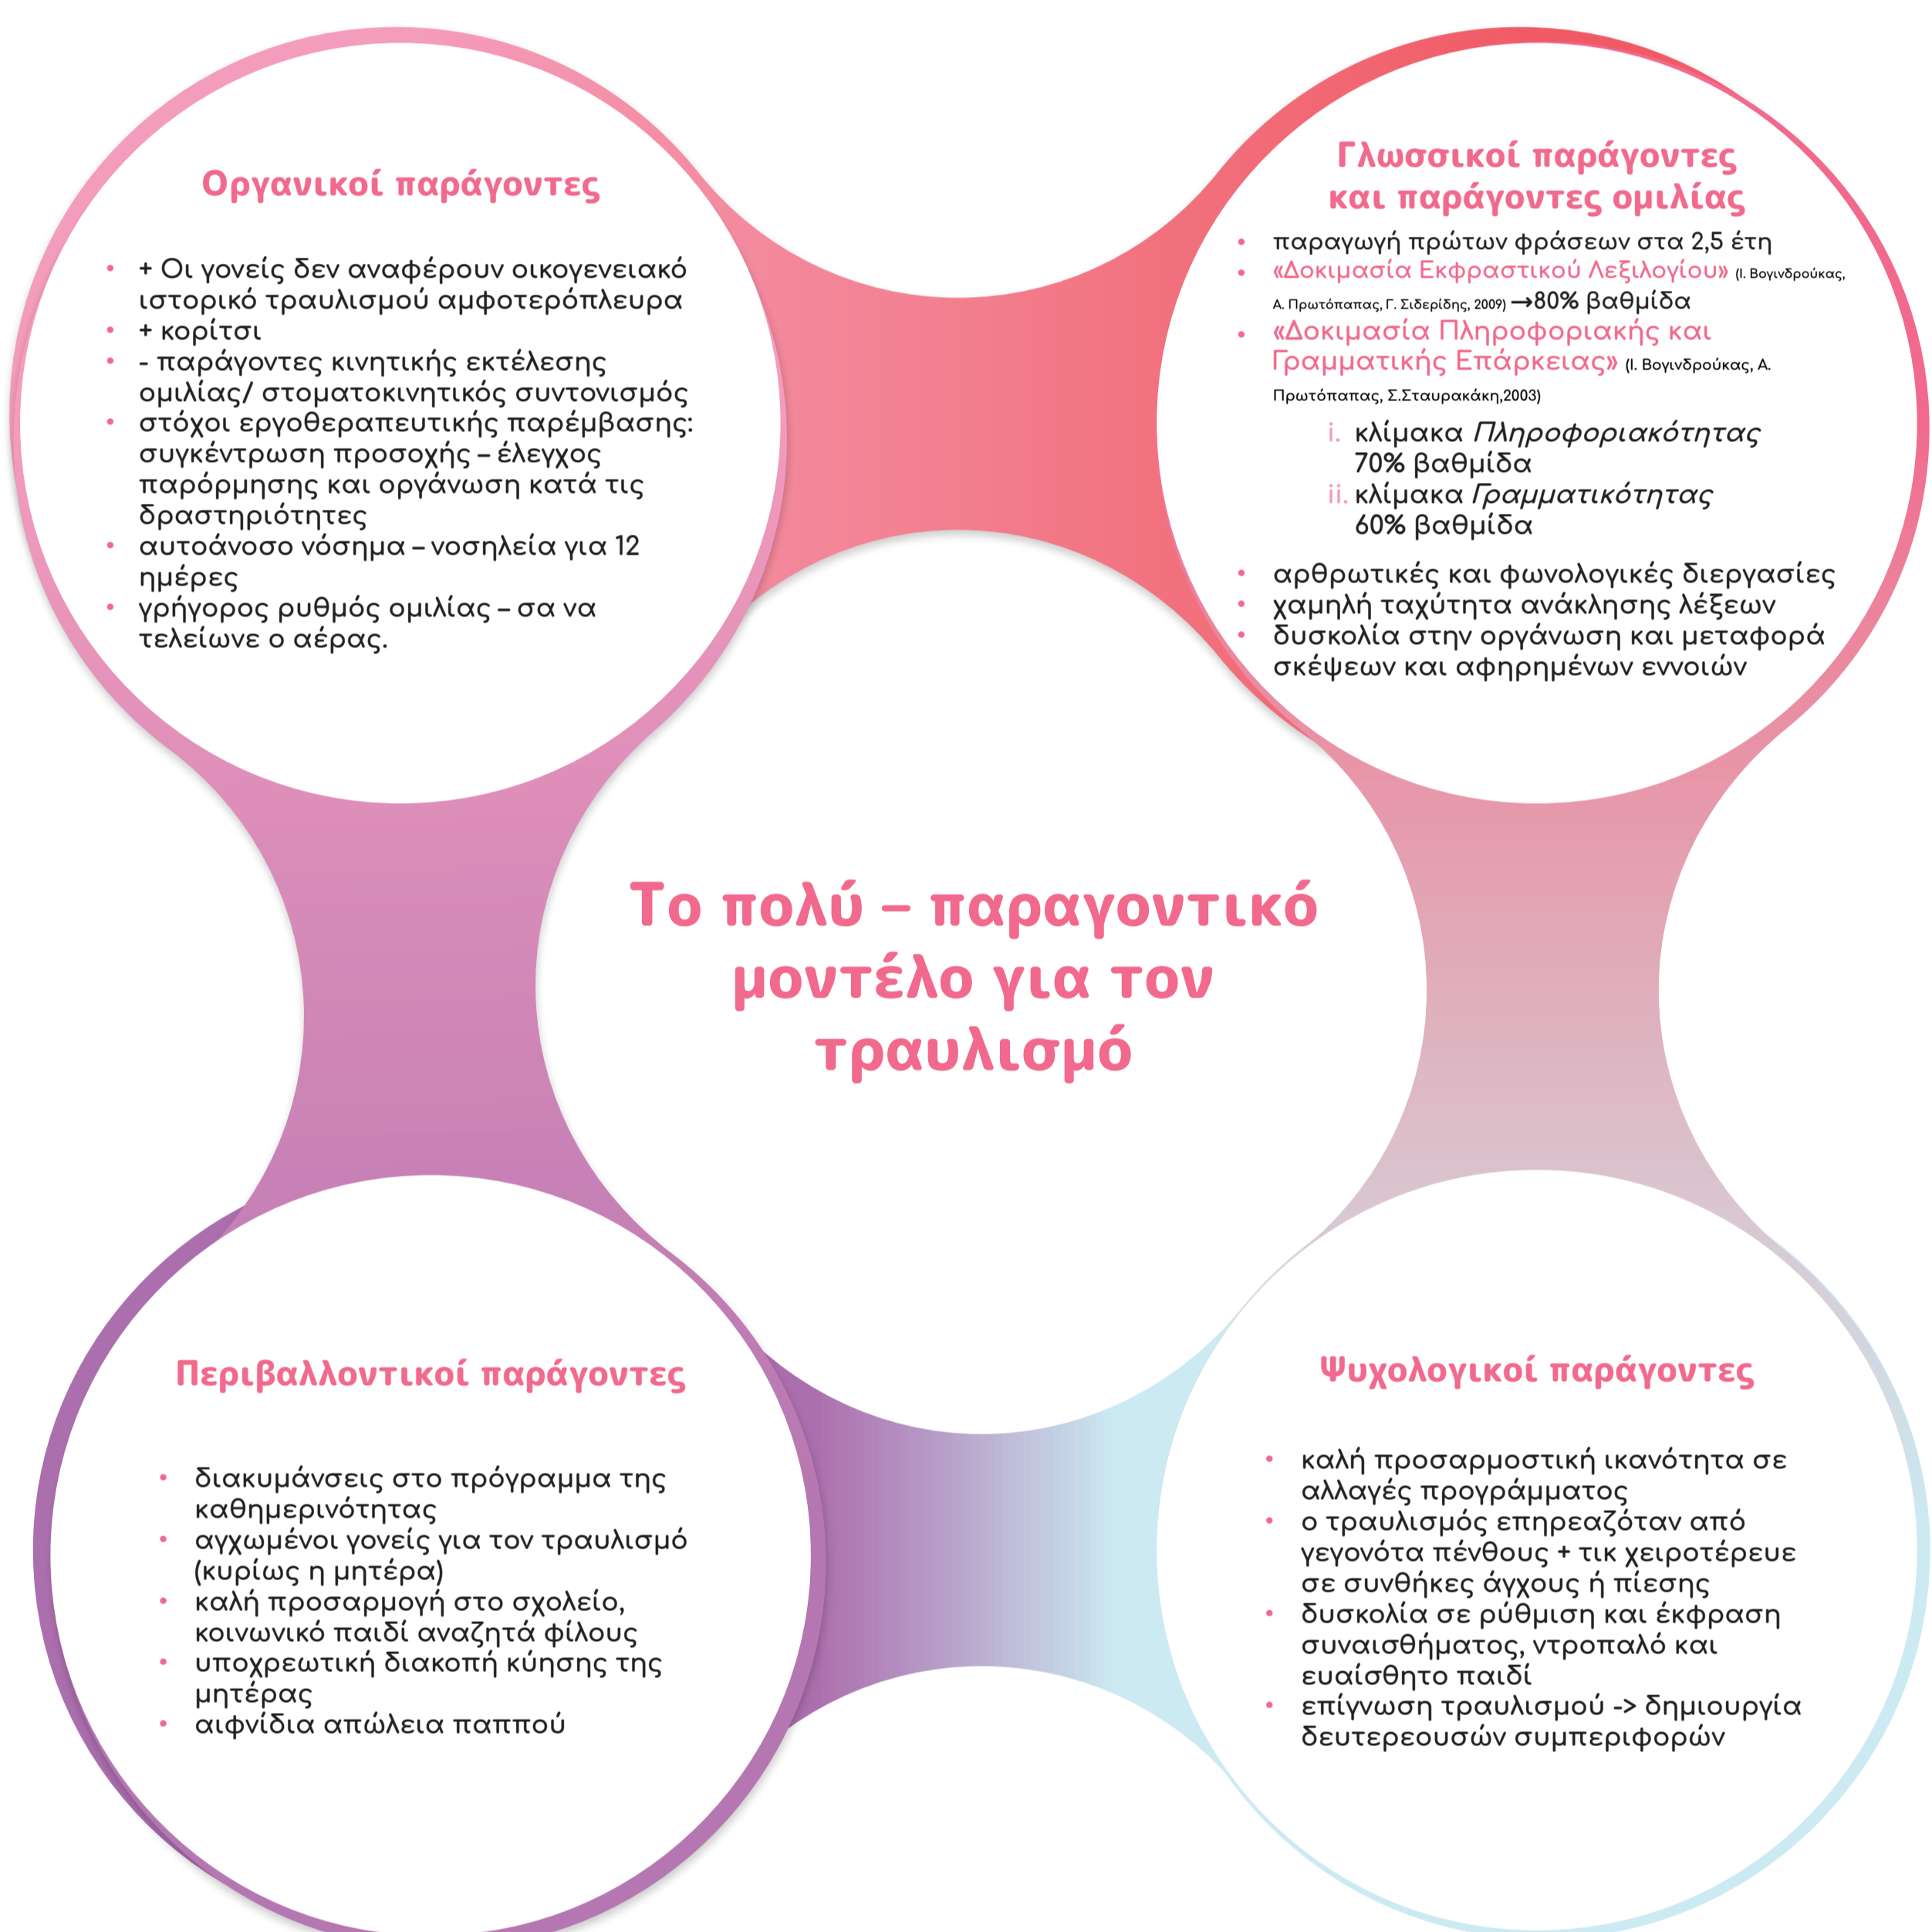 Οργανικοί παράγοντες
• + Οι γονείς δεν αναφέρουν οικογενειακό
ιστορικό τραυλισμού αμφοτερόπλευρα
• + κορίτσι
• - παράγοντες κινητικής εκτέλεσης
ομιλίας/ στοματοκινητικός συντονισμός
• στόχοι εργοθεραπευτικής παρέμβασης:
συγκέντρωση προσοχής – έλεγχος
παρόρμησης και οργάνωση κατά τις
δραστηριότητες
• αυτοάνοσο νόσημα – νοσηλεία για 12
ημέρες
• γρήγορος ρυθμός ομιλίας – σα να
τελείωνε ο αέρας.
Γλωσσικοί παράγοντες
και παράγοντες ομιλίας
• παραγωγή πρώτων φράσεων στα 2,5 έτη
• «Δοκιμασία Εκφραστικού Λεξιλογίου» (Ι. Βογινδρούκας,
Α. Πρωτόπαπας, Γ. Σιδερίδης, 2009) →80% βαθμίδα
• «Δοκιμασία Πληροφοριακής και
Γραμματικής Επάρκειας» (Ι. Βογινδρούκας, Α.
Πρωτόπαπας, Σ.Σταυρακάκη,2003)
i. κλίμακα Πληροφοριακότητας
70% βαθμίδα
ii. κλίμακα Γραμματικότητας
60% βαθμίδα
• αρθρωτικές και φωνολογικές διεργασίες
• χαμηλή ταχύτητα ανάκλησης λέξεων
• δυσκολία στην οργάνωση και μεταφορά
σκέψεων και αφηρημένων εννοιών
Το πολύ – παραγοντικό
μοντέλο για τον
τραυλισμό
Περιβαλλοντικοί παράγοντες
• διακυμάνσεις στο πρόγραμμα της
καθημερινότητας
• αγχωμένοι γονείς για τον τραυλισμό
(κυρίως η μητέρα)
• καλή προσαρμογή στο σχολείο,
κοινωνικό παιδί αναζητά φίλους
• υποχρεωτική διακοπή κύησης της
μητέρας
• αιφνίδια απώλεια παππού
Ψυχολογικοί παράγοντες
• καλή προσαρμοστική ικανότητα σε
αλλαγές προγράμματος
• ο τραυλισμός επηρεαζόταν από
γεγονότα πένθους + τικ χειροτέρευε
σε συνθήκες άγχους ή πίεσης
• δυσκολία σε ρύθμιση και έκφραση
συναισθήματος, ντροπαλό και
ευαίσθητο παιδί
• επίγνωση τραυλισμού -> δημιουργία
δευτερεουσών συμπεριφορών